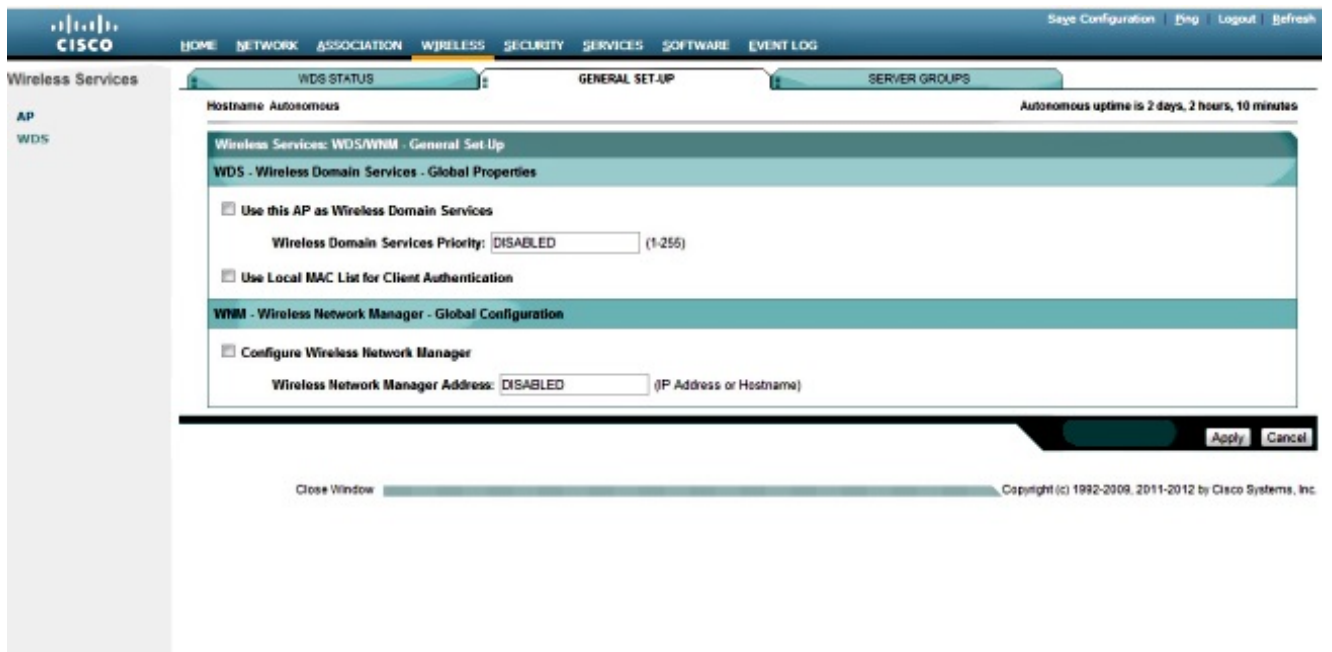 Save Configuration | Ping | Logout | Refresh
CISCO
HOME NETWORK ASSOCIATION WIRELESS SECURITY SERVICES SOFTWARE EVENT LOG
Wireless Services
AP
WDS
WDS STATUS GENERAL SET-UP SERVER GROUPS
Hostname Autonomous Autonomous uptime is 2 days, 2 hours, 10 minutes
Wireless Services: WDS/WNM - General Set-Up
WDS - Wireless Domain Services - Global Properties
Use this AP as Wireless Domain Services
Wireless Domain Services Priority: DISABLED (1-255)
Use Local MAC List for Client Authentication
WNM - Wireless Network Manager - Global Configuration
Configure Wireless Network Manager
Wireless Network Manager Address: DISABLED (IP Address or Hostname)
Apply Cancel
Close Window Copyright (c) 1992-2009, 2011-2012 by Cisco Systems, Inc.